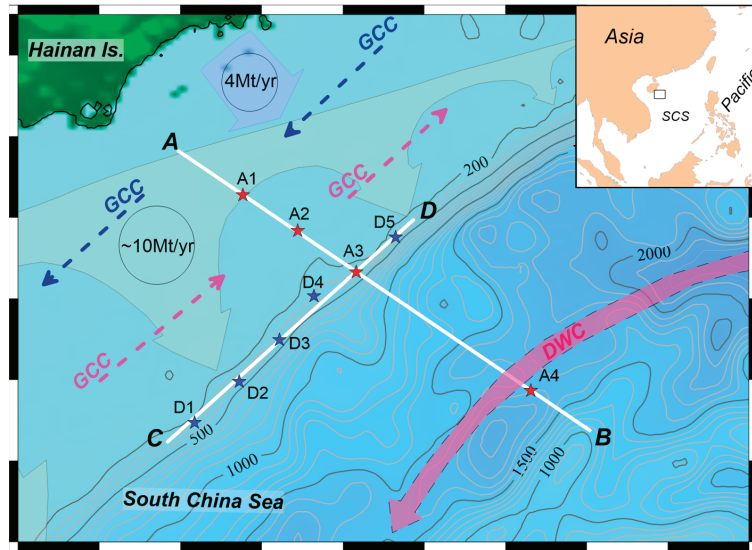 Hainan Is.
4Mt/yr
GCC
Asia
Pacific
SCS
A
A1
GCC
200
GCC
A2
D5
D
~10Mt/yr
A3
2000
D4
GCC
D3
DWC
A4
D2
D1
C
500
B
1000
1500
1000
South China Sea